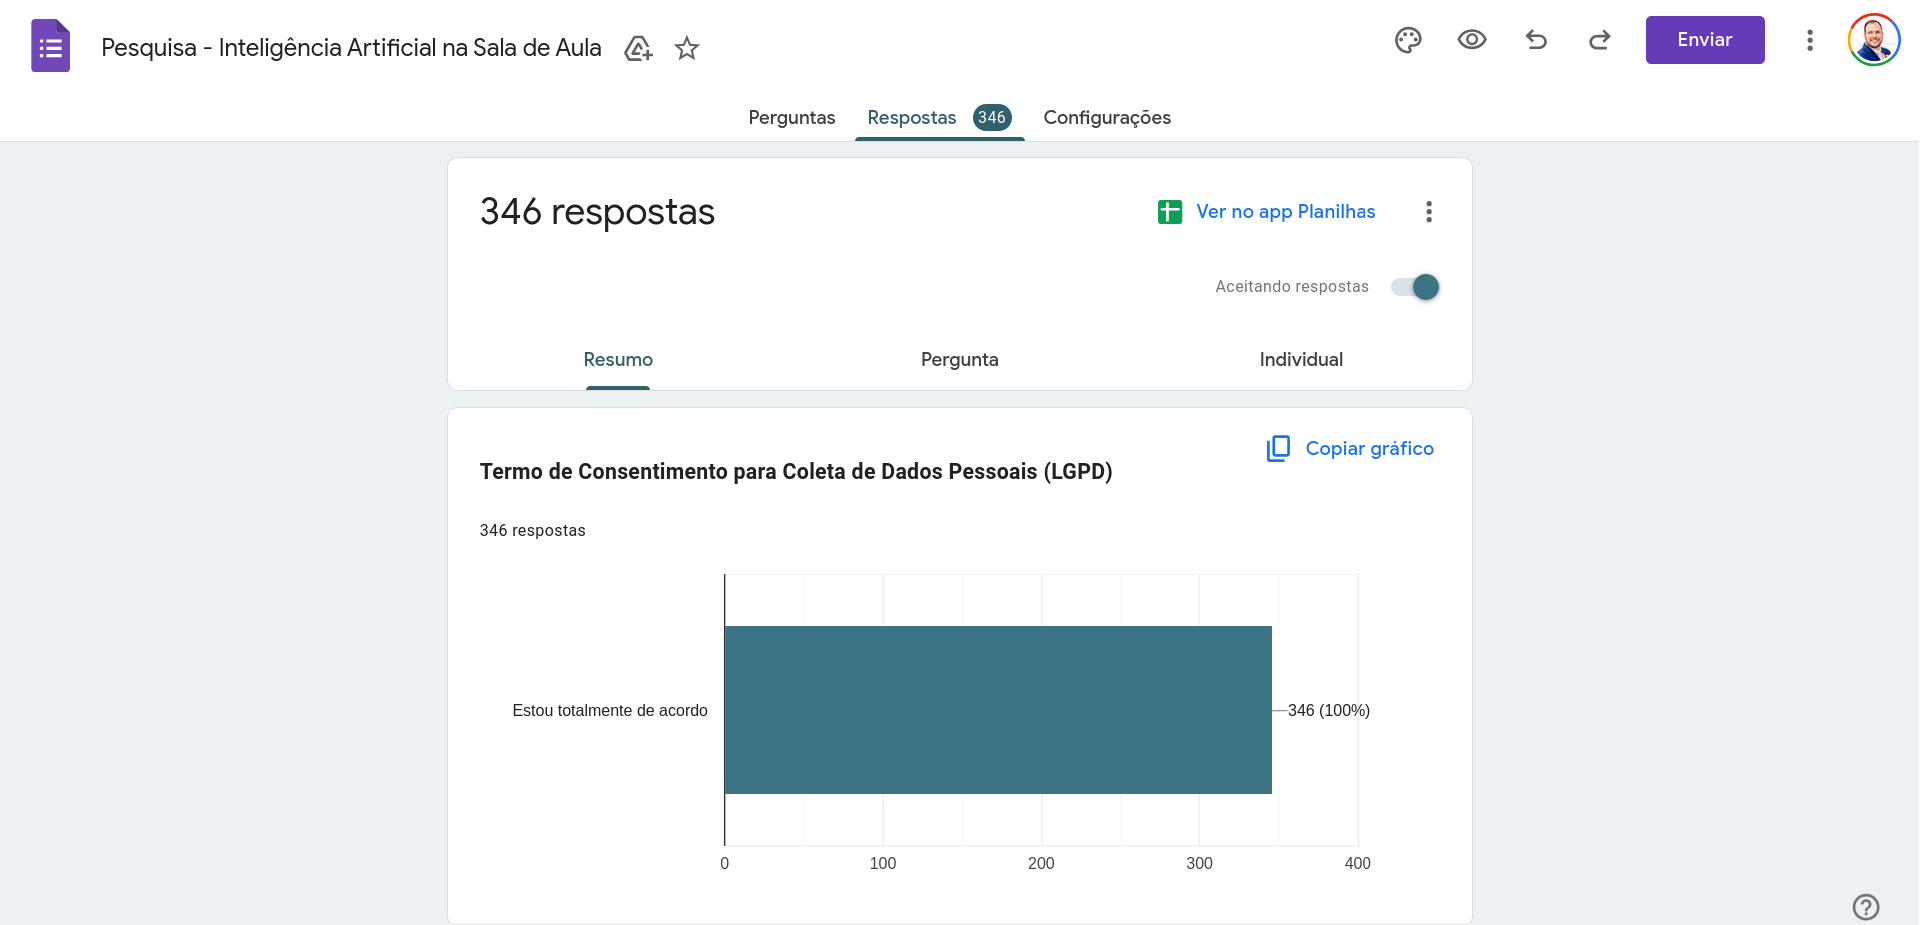 Pesquisa - Inteligência Artificial na Sala de Aula
Enviar
Perguntas
Respostas 346
Configurações
346 respostas
Ver no app Planilhas
Aceitando respostas
Resumo
Pergunta
Individual
Copiar gráfico
Termo de Consentimento para Coleta de Dados Pessoais (LGPD)
346 respostas
Estou totalmente de acordo
346 (100%)
0 100 200 300 400